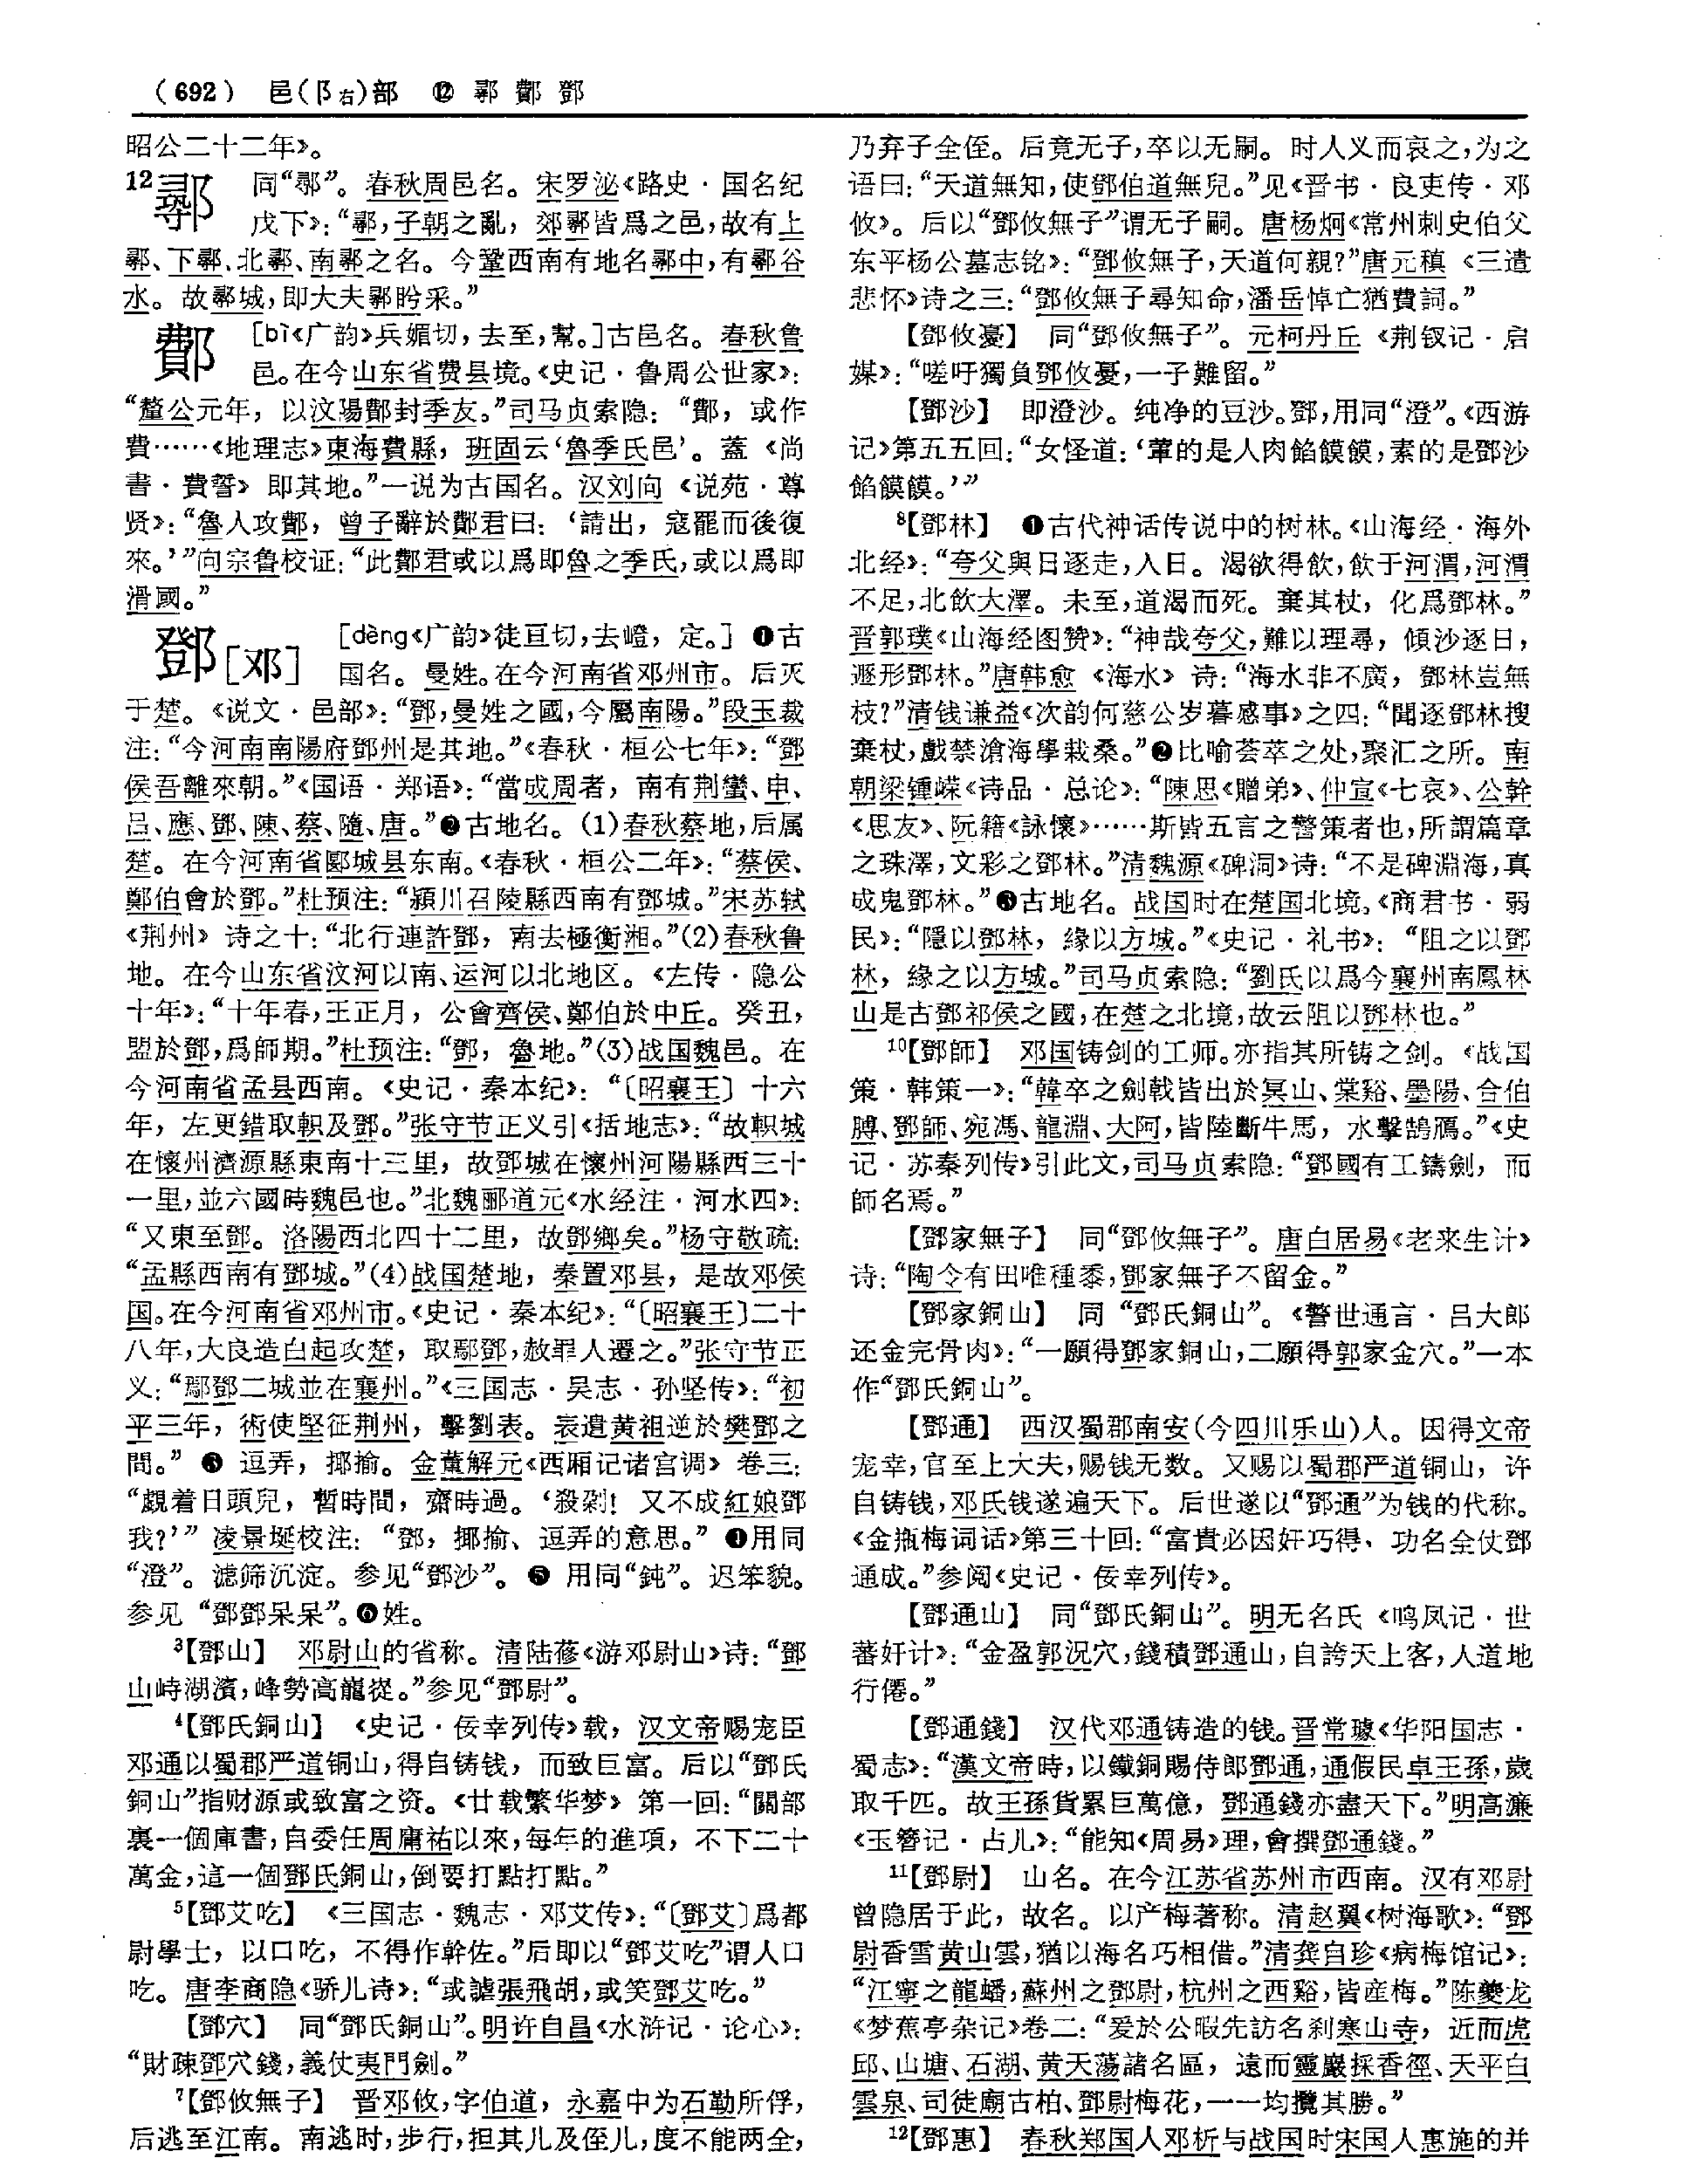 (692) 邑(阝右)部 ⑫ 鄩 鄪 鄧
昭公二十二年》。
12 鄩 同“鄩”。春秋周邑名。宋罗泌《路史·国名纪
戊下》：“鄩，子朝之亂，郊鄩皆爲之邑，故有上
鄩、下鄩、北鄩、南鄩之名。今鞏西南有地名鄩中，有鄩谷
水。故鄩城，即大夫鄩肸采。”
鄪 [bì《广韵》兵媚切，去至，幫。]古邑名。春秋鲁
邑。在今山东省费县境。《史记·鲁周公世家》：
“釐公元年，以汶陽鄪封季友。”司马贞索隐：“鄪，或作
費……《地理志》東海費縣，班固云‘魯季氏邑’。蓋《尚
書·費誓》即其地。”一说为古国名。汉刘向《说苑·尊
贤》：“魯人攻鄪，曾子辭於鄪君曰：‘請出，寇罷而後復
來。’”向宗鲁校证：“此鄪君或以爲即魯之季氏，或以爲即
滑國。”
鄧[邓] [dèng《广韵》徒亘切，去嶝，定。]❶古
国名。曼姓。在今河南省邓州市。后灭
于楚。《说文·邑部》：“鄧，曼姓之國，今屬南陽。”段玉裁
注：“今河南南陽府鄧州是其地。”《春秋·桓公七年》：“鄧
侯吾離來朝。”《国语·郑语》：“當成周者，南有荆蠻、申、
吕、應、鄧、陳、蔡、隨、唐。”❷古地名。(1)春秋蔡地，后属
楚。在今河南省郾城县东南。《春秋·桓公二年》：“蔡侯、
鄭伯會於鄧。”杜预注：“潁川召陵縣西南有鄧城。”宋苏轼
《荆州》诗之十：“北行連許鄧，南去極衡湘。”(2)春秋鲁
地。在今山东省汶河以南、运河以北地区。《左传·隐公
十年》：“十年春，王正月，公會齊侯、鄭伯於中丘。癸丑，
盟於鄧，爲師期。”杜预注：“鄧，魯地。”(3)战国魏邑。在
今河南省孟县西南。《史记·秦本纪》：“〔昭襄王〕十六
年，左更錯取軹及鄧。”张守节正义引《括地志》：“故軹城
在懷州濟源縣東南十三里，故鄧城在懷州河陽縣西三十
一里，並六國時魏邑也。”北魏郦道元《水经注·河水四》：
“又東至鄧。洛陽西北四十二里，故鄧鄉矣。”杨守敬疏：
“孟縣西南有鄧城。”(4)战国楚地，秦置邓县，是故邓侯
国。在今河南省邓州市。《史记·秦本纪》：“〔昭襄王〕二十
八年，大良造白起攻楚，取鄢鄧，赦罪人遷之。”张守节正
义：“鄢鄧二城並在襄州。”《三国志·吴志·孙坚传》：“初
平三年，術使堅征荆州，擊劉表。表遣黄祖逆於樊鄧之
間。”❸逗弄，揶揄。金董解元《西厢记诸宫调》卷三：
“覷着日頭兒，暫時間，齋時過。‘殺剁！又不成紅娘鄧
我？’”凌景埏校注：“鄧，揶揄、逗弄的意思。”❹用同
“澄”。滤筛沉淀。参见“鄧沙”。❺用同“鈍”。迟笨貌。
参见“鄧鄧呆呆”。❻姓。
3【鄧山】 邓尉山的省称。清陆蓚《游邓尉山》诗：“鄧
山峙湖濱，峰勢高龍從。”参见“鄧尉”。
4【鄧氏銅山】 《史记·佞幸列传》载，汉文帝赐宠臣
邓通以蜀郡严道铜山，得自铸钱，而致巨富。后以“鄧氏
銅山”指财源或致富之资。《廿载繁华梦》第一回：“關部
裏一個庫書，自委任周庸祐以來，每年的進項，不下二十
萬金，這一個鄧氏銅山，倒要打點打點。”
5【鄧艾吃】 《三国志·魏志·邓艾传》：“〔鄧艾〕爲都
尉學士，以口吃，不得作幹佐。”后即以“鄧艾吃”谓人口
吃。唐李商隐《骄儿诗》：“或謔張飛胡，或笑鄧艾吃。”
【鄧穴】 同“鄧氏銅山”。明许自昌《水浒记·论心》：
“財疎鄧穴錢，義仗夷門劍。”
7【鄧攸無子】 晋邓攸，字伯道，永嘉中为石勒所俘，
后逃至江南。南逃时，步行，担其儿及侄儿，度不能两全，
乃弃子全侄。后竟无子，卒以无嗣。时人义而哀之，为之
语曰：“天道無知，使鄧伯道無兒。”见《晋书·良吏传·邓
攸》。后以“鄧攸無子”谓无子嗣。唐杨炯《常州刺史伯父
东平杨公墓志铭》：“鄧攸無子，天道何親？”唐元稹《三遣
悲怀》诗之三：“鄧攸無子尋知命，潘岳悼亡猶費詞。”
【鄧攸憂】 同“鄧攸無子”。元柯丹丘《荆钗记·启
媒》：“嗟吁獨負鄧攸憂，一子難留。”
【鄧沙】 即澄沙。纯净的豆沙。鄧，用同“澄”。《西游
记》第五五回：“女怪道：‘葷的是人肉餡饃饃，素的是鄧沙
餡饃饃。’”
8【鄧林】 ❶古代神话传说中的树林。《山海经·海外
北经》：“夸父與日逐走，入日。渴欲得飲，飲于河渭，河渭
不足，北飲大澤。未至，道渴而死。棄其杖，化爲鄧林。”
晋郭璞《山海经图赞》：“神哉夸父，難以理尋，傾沙逐日，
遯形鄧林。”唐韩愈《海水》诗：“海水非不廣，鄧林豈無
枝？”清钱谦益《次韵何慈公岁暮感事》之四：“聞逐鄧林搜
棄杖，戲禁滄海學栽桑。”❷比喻荟萃之处，聚汇之所。南
朝梁锺嵘《诗品·总论》：“陳思《贈弟》、仲宣《七哀》、公幹
《思友》、阮籍《詠懷》……斯皆五言之警策者也，所謂篇章
之珠澤，文彩之鄧林。”清魏源《碑洞》诗：“不是碑淵海，真
成鬼鄧林。”❸古地名。战国时在楚国北境。《商君书·弱
民》：“隱以鄧林，緣以方城。”《史记·礼书》：“阻之以鄧
林，緣之以方城。”司马贞索隐：“劉氏以爲今襄州南鳳林
山是古鄧祁侯之國，在楚之北境，故云阻以鄧林也。”
10【鄧師】 邓国铸剑的工师。亦指其所铸之剑。《战国
策·韩策一》：“韓卒之劍戟皆出於冥山、棠谿、墨陽、合伯
膊、鄧師、宛馮、龍淵、大阿，皆陸斷牛馬，水擊鵠鴈。”《史
记·苏秦列传》引此文，司马贞索隐：“鄧國有工鑄劍，而
師名焉。”
【鄧家無子】 同“鄧攸無子”。唐白居易《老来生计》
诗：“陶令有田唯種黍，鄧家無子不留金。”
【鄧家銅山】 同“鄧氏銅山”。《警世通言·吕大郎
还金完骨肉》：“一願得鄧家銅山，二願得郭家金穴。”一本
作“鄧氏銅山”。
【鄧通】 西汉蜀郡南安(今四川乐山)人。因得文帝
宠幸，官至上大夫，赐钱无数。又赐以蜀郡严道铜山，许
自铸钱，邓氏钱遂遍天下。后世遂以“鄧通”为钱的代称。
《金瓶梅词话》第三十回：“富貴必因奸巧得，功名全仗鄧
通成。”参阅《史记·佞幸列传》。
【鄧通山】 同“鄧氏銅山”。明无名氏《鸣凤记·世
蕃奸计》：“金盈郭況穴，錢積鄧通山，自誇天上客，人道地
行僊。”
【鄧通錢】 汉代邓通铸造的钱。晋常璩《华阳国志·
蜀志》：“漢文帝時，以鐵銅賜侍郎鄧通，通假民卓王孫，歲
取千匹。故王孫貨累巨萬億，鄧通錢亦盡天下。”明高濂
《玉簪记·占儿》：“能知《周易》理，會撰鄧通錢。”
11【鄧尉】 山名。在今江苏省苏州市西南。汉有邓尉
曾隐居于此，故名。以产梅著称。清赵翼《树海歌》：“鄧
尉香雪黄山雲，猶以海名巧相借。”清龚自珍《病梅馆记》：
“江寧之龍蟠，蘇州之鄧尉，杭州之西谿，皆産梅。”陈夔龙
《梦蕉亭杂记》卷二：“爰於公暇先訪名刹寒山寺，近而虎
邱、山塘、石湖、黄天蕩諸名區，遠而靈巖採香徑、天平白
雲泉、司徒廟古柏、鄧尉梅花，一一均攬其勝。”
12【鄧惠】 春秋郑国人邓析与战国时宋国人惠施的并